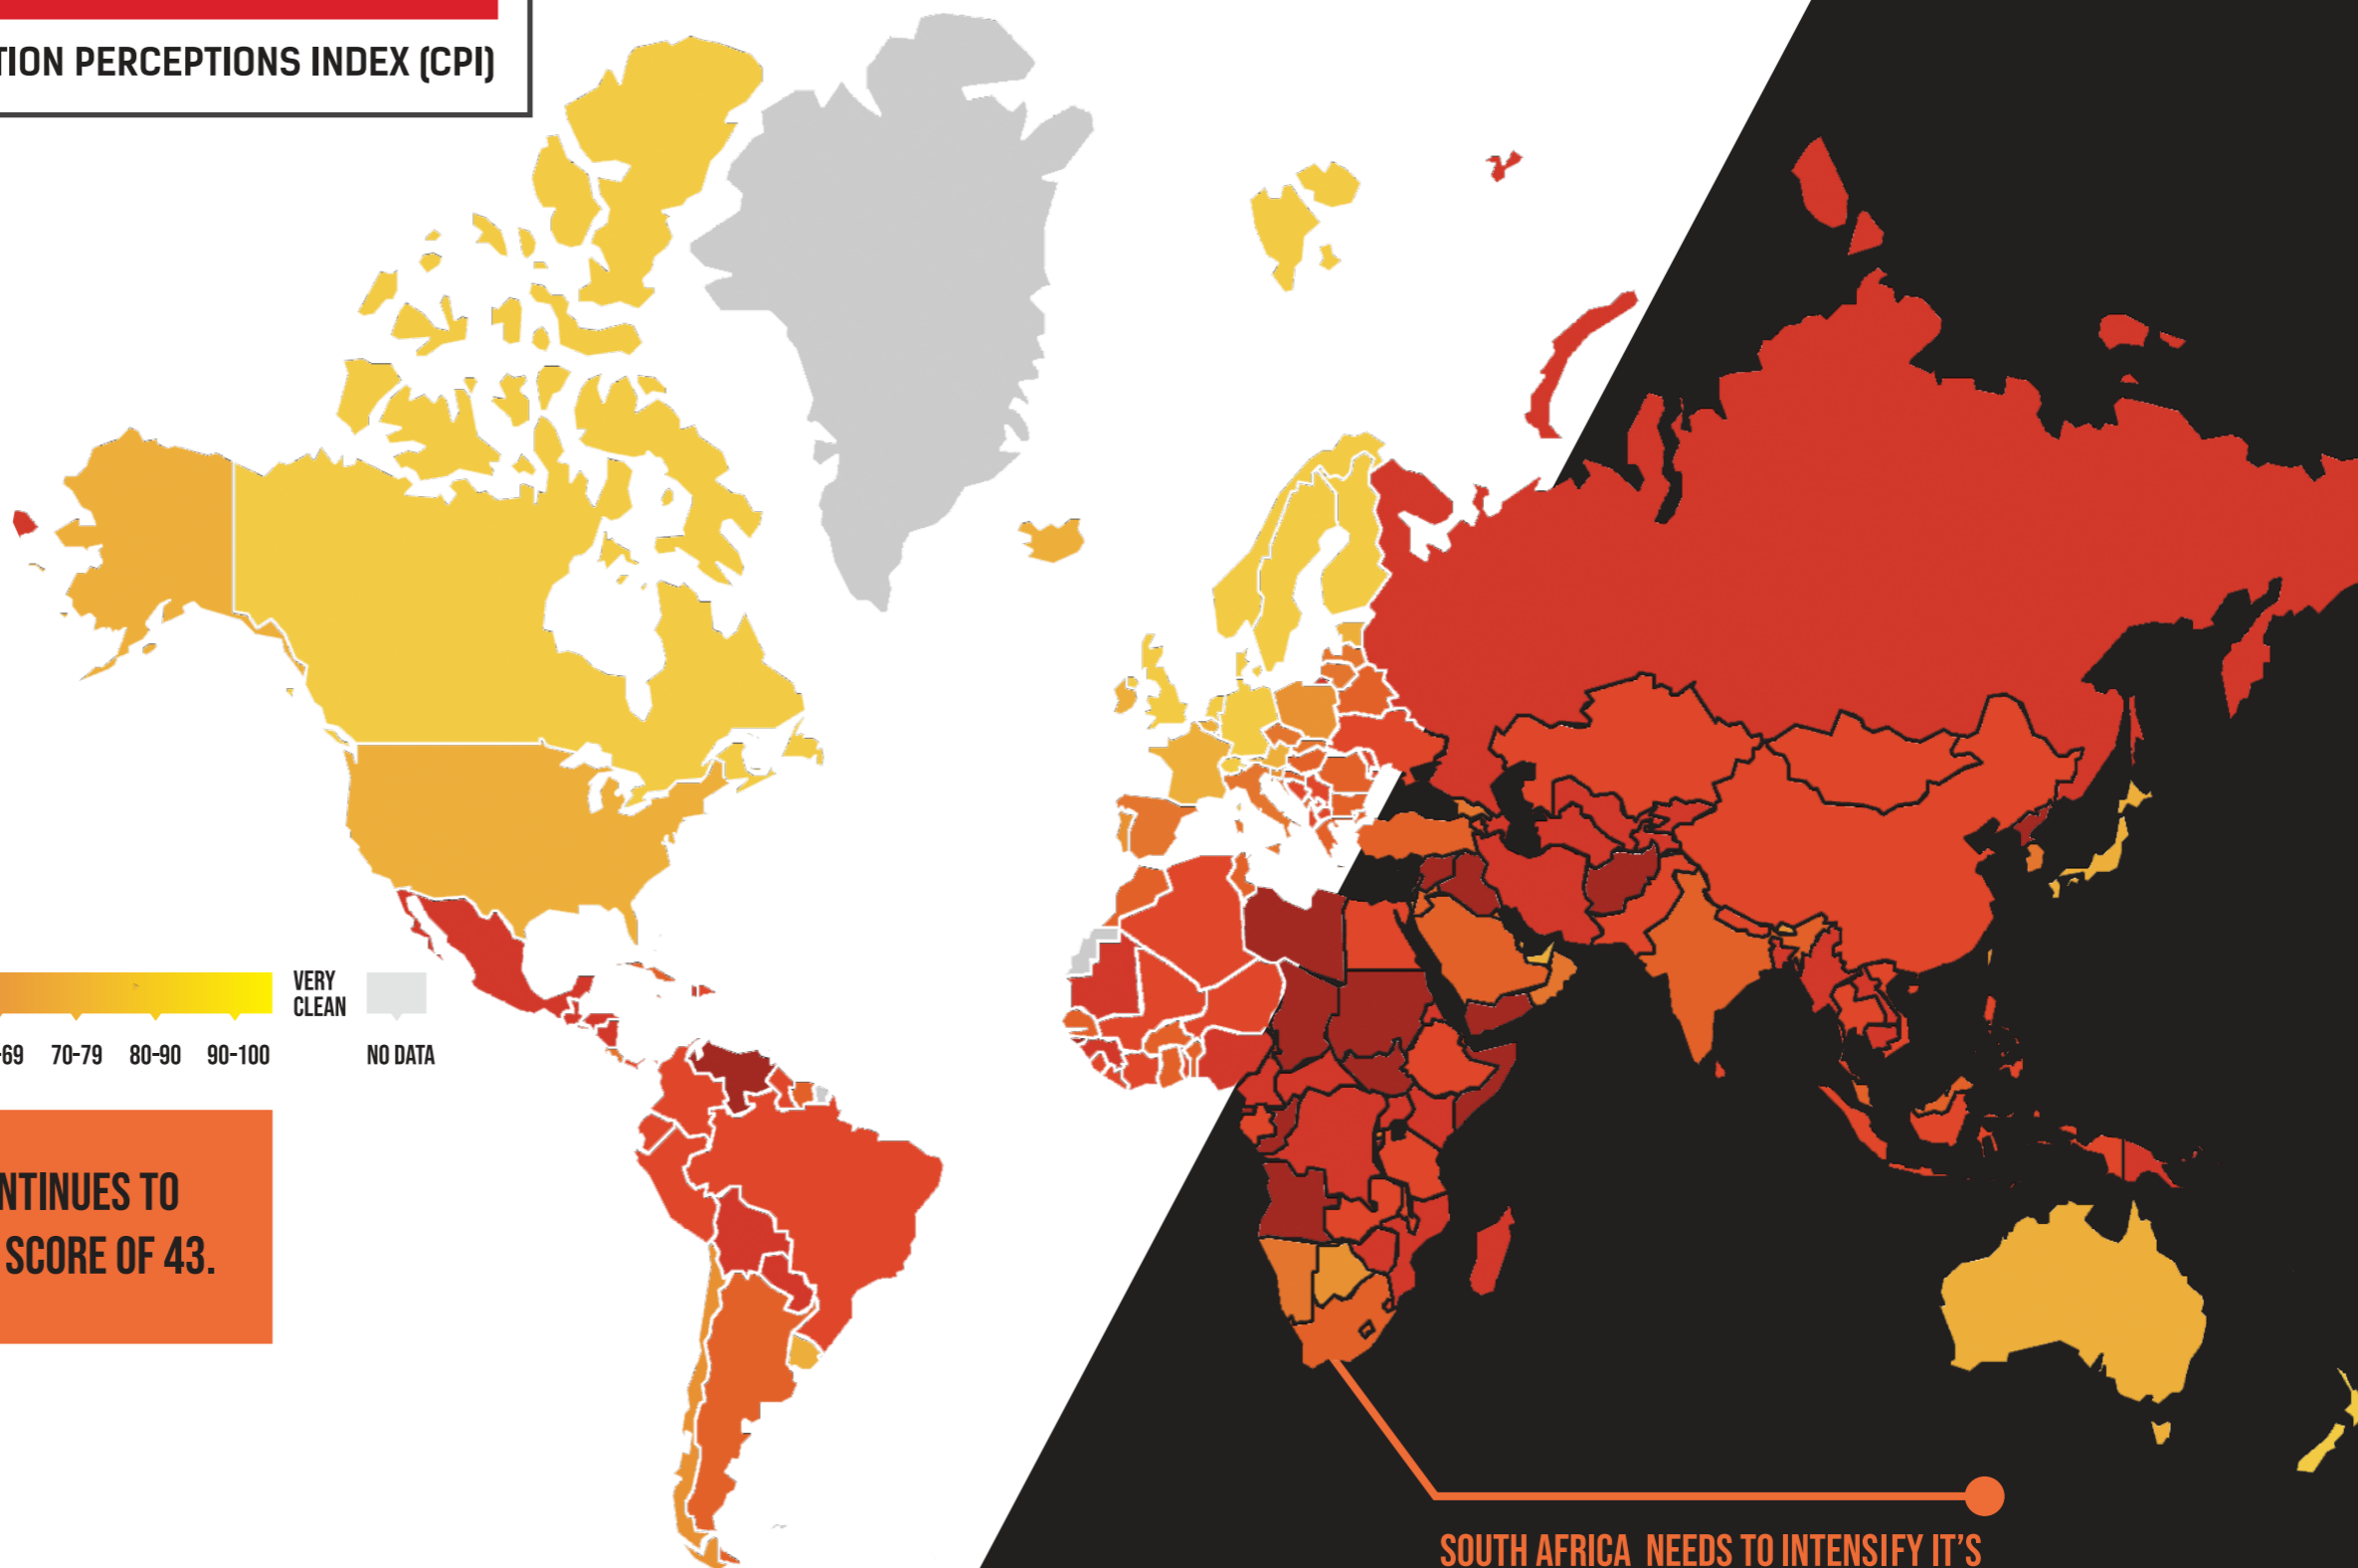 TION PERCEPTIONS INDEX (CPI)
VERY
CLEAN
-69 70-79 80-90 90-100 NO DATA
NTINUES TO
SCORE OF 43.
SOUTH AFRICA NEEDS TO INTENSIFY IT'S